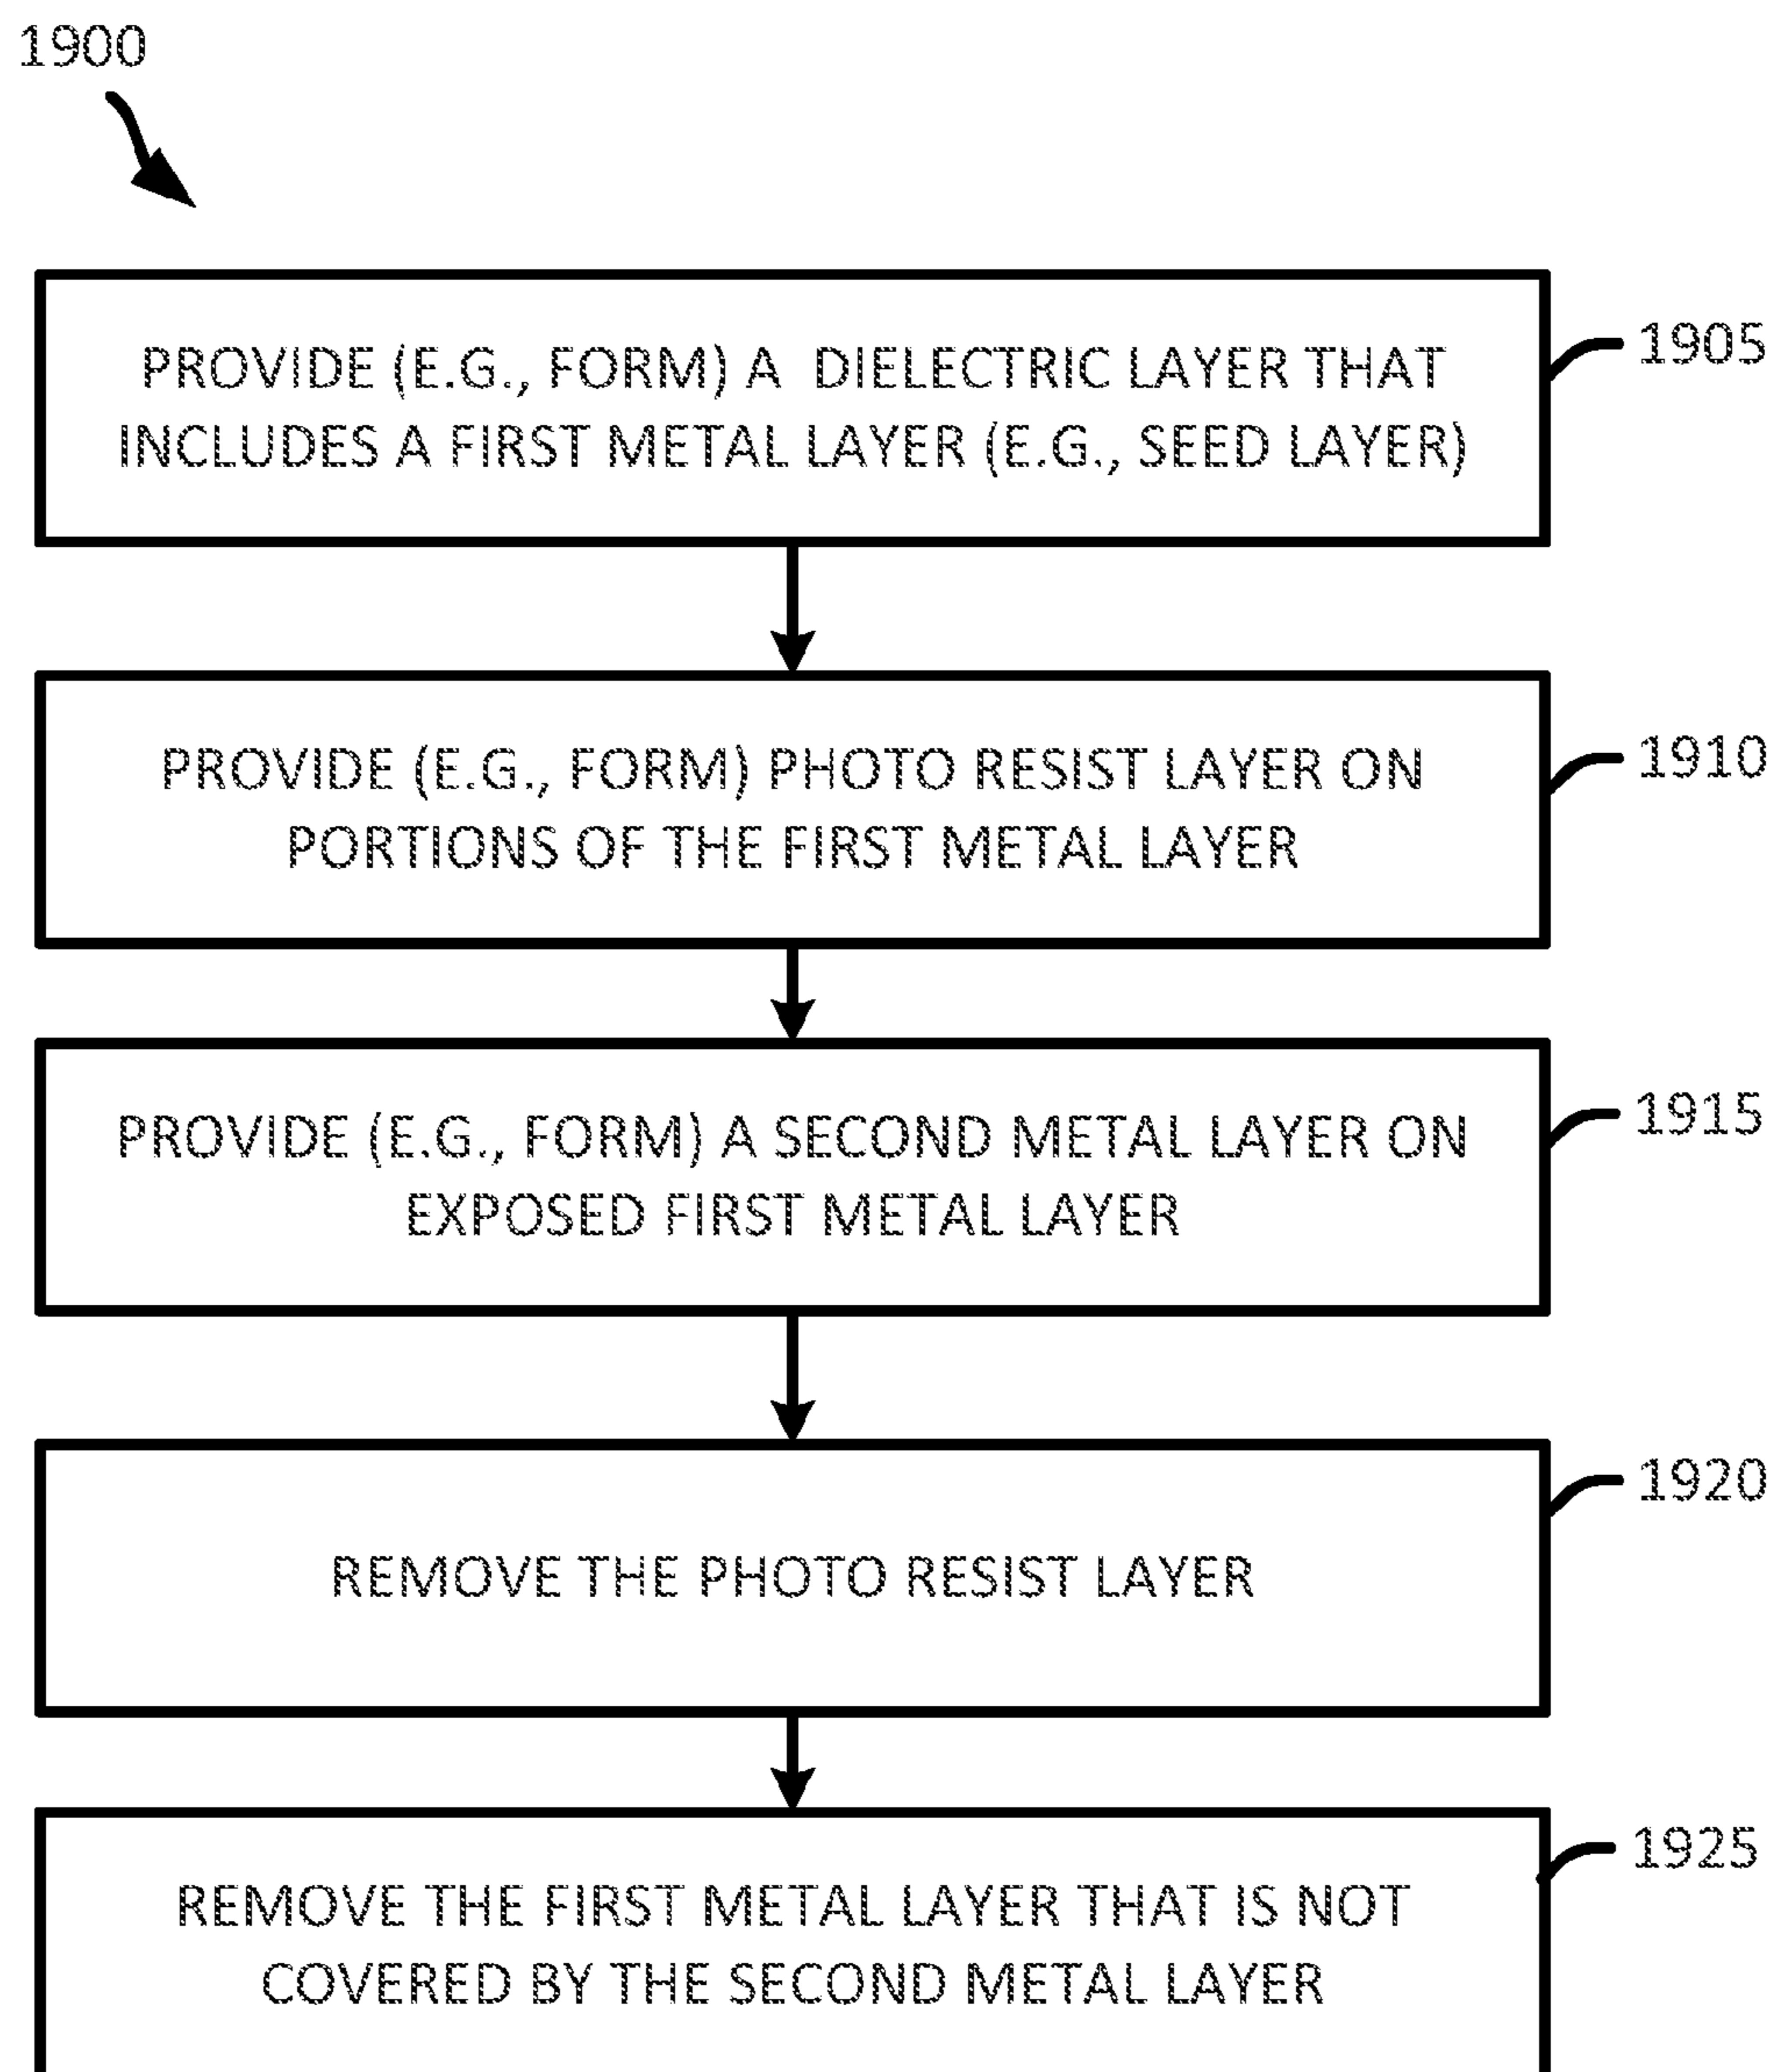 1900
PROVIDE (E.G., FORM) A DIELECTRIC LAYER THAT
INCLUDES A FIRST METAL LAYER (E.G., SEED LAYER)
1905
PROVIDE (E.G., FORM) PHOTO RESIST LAYER ON
PORTIONS OF THE FIRST METAL LAYER
1910
PROVIDE (E.G., FORM) A SECOND METAL LAYER ON
EXPOSED FIRST METAL LAYER
1915
REMOVE THE PHOTO RESIST LAYER
1920
REMOVE THE FIRST METAL LAYER THAT IS NOT
COVERED BY THE SECOND METAL LAYER
1925